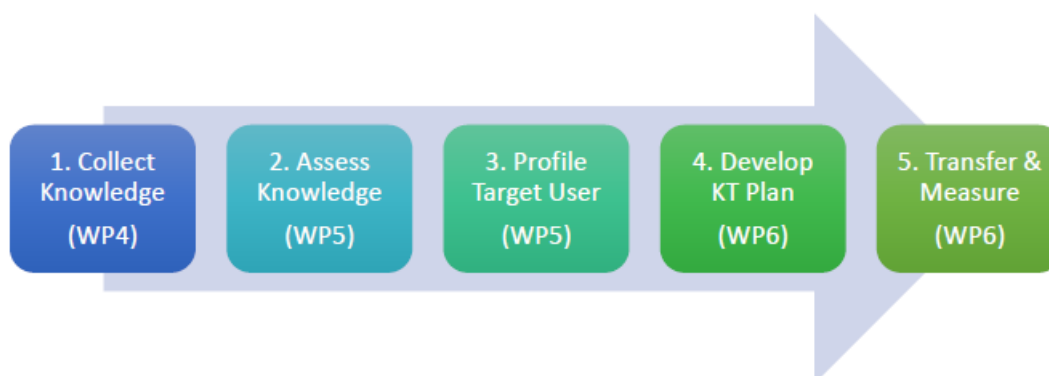 1. Collect
Knowledge
(WP4)
2. Assess
Knowledge
(WP5)
3. Profile
Target User
(WP5)
4. Develop
KT Plan
(WP6)
5. Transfer &
Measure
(WP6)